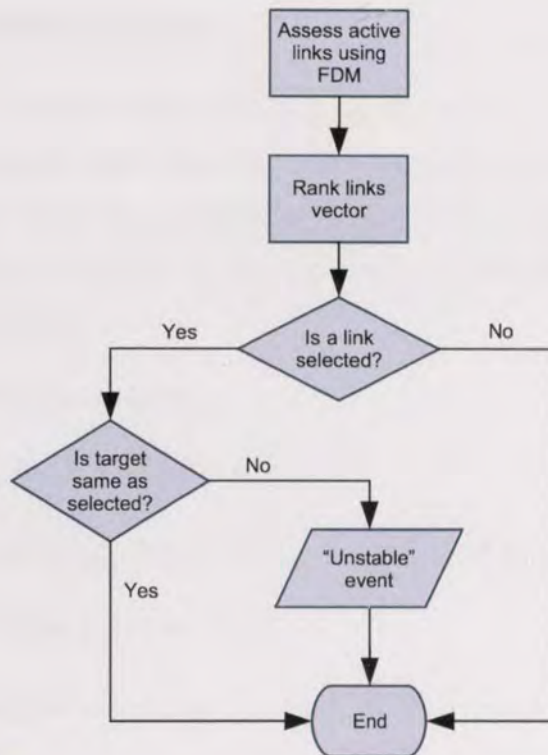 Assess active
links using
FDM
Rank links
vector
Yes
Is a link
selected?
No
Is target
same as
selected?
No
"Unstable"
event
Yes
End